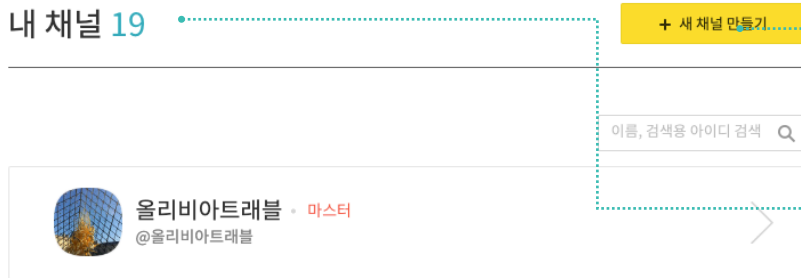 내 채널 19
+ 새 채널 만들기
이름, 검색용 아이디 검색
올리비아트래블 • 마스터
@올리비아트래블